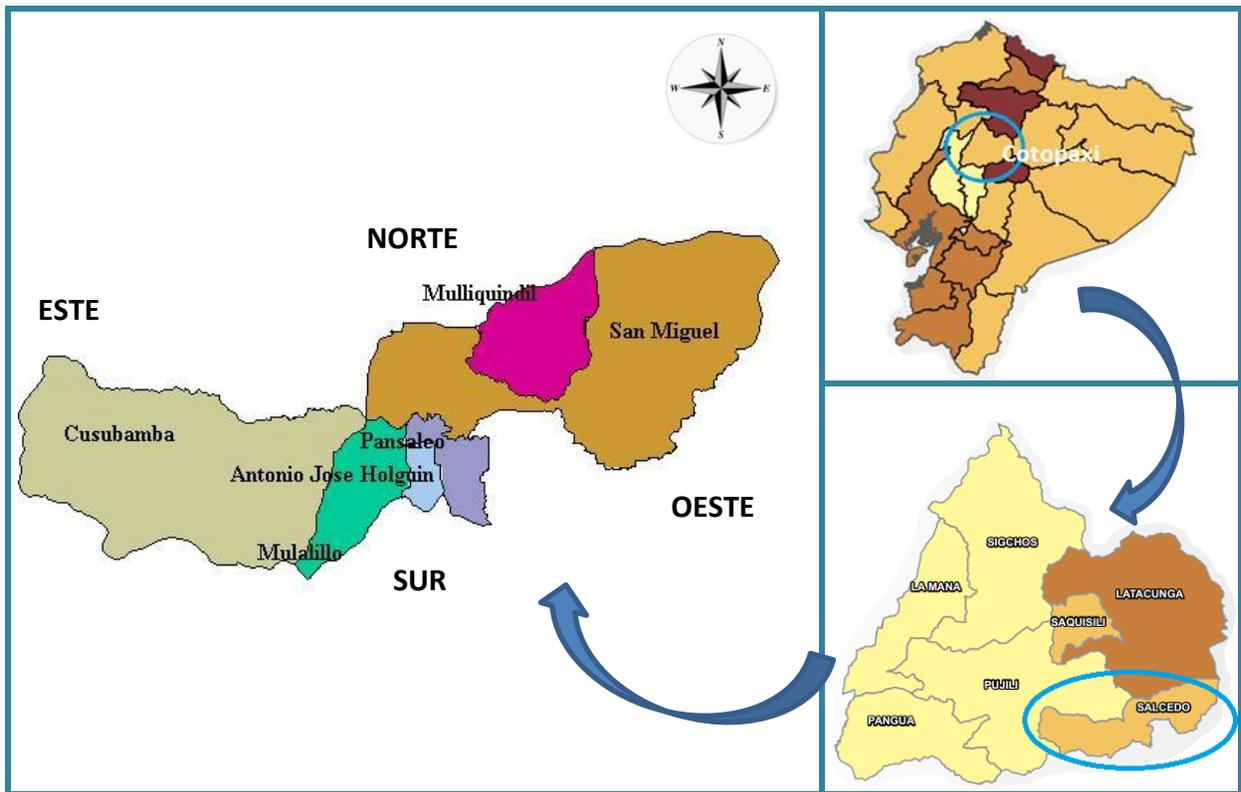 N
W
E
S
NORTE
Mulliquindil
ESTE
San Miguel
Cusubamba
Pansaleo
Antonio Jose Holguin
OESTE
Mulalillo
SUR
Cotopaxi
SIGCHOS
LA MANA
LATACUNGA
SAQUISILI
PUJILI
SALCEDO
PANGUA